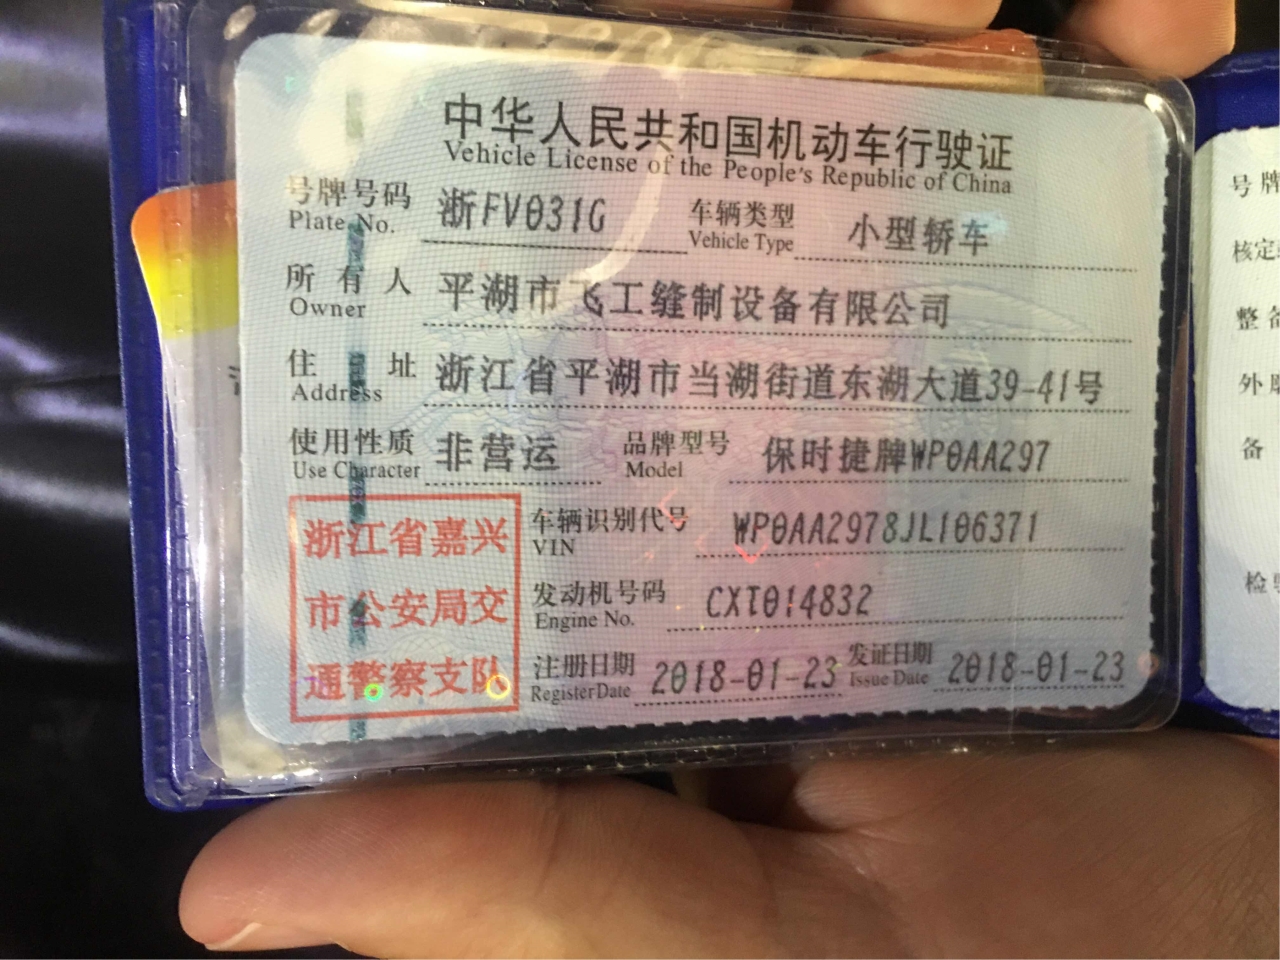 中华人民共和国机动车行驶证
Vehicle License of the People's Republic of China
号牌号码 浙FV031G 车辆类型 小型轿车
Plate No. Vehicle Type
所有人 平湖市飞工缝制设备有限公司
Owner
住址 浙江省平湖市当湖街道东湖大道39-41号
Address
使用性质 非营运 品牌型号 保时捷牌WP0AA297
Use Character Model
浙江省嘉兴
市公安局交
通警察支队
车辆识别代号 WP0AA2978JL106371
VIN
发动机号码 CXT014832
Engine No.
注册日期 2018-01-23 发证日期 2018-01-23
Register Date Issue Date
号牌
核定
整备
外
备
检